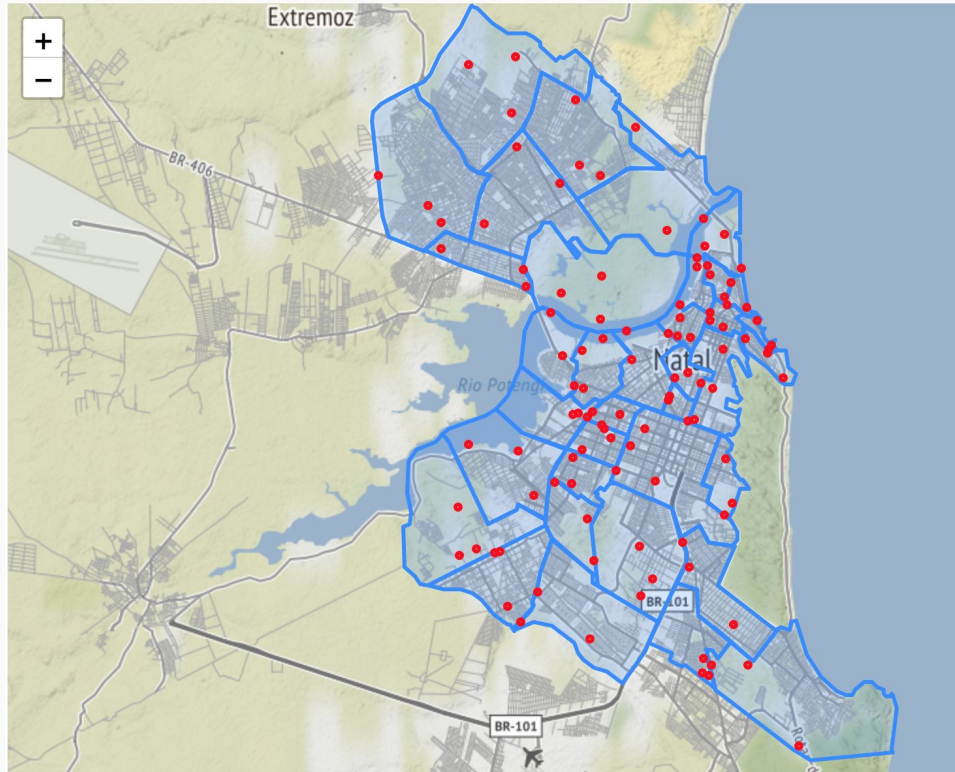 Extremoz
+
−
BR-406
Natal
Rio Potengi
BR-101
BR-101